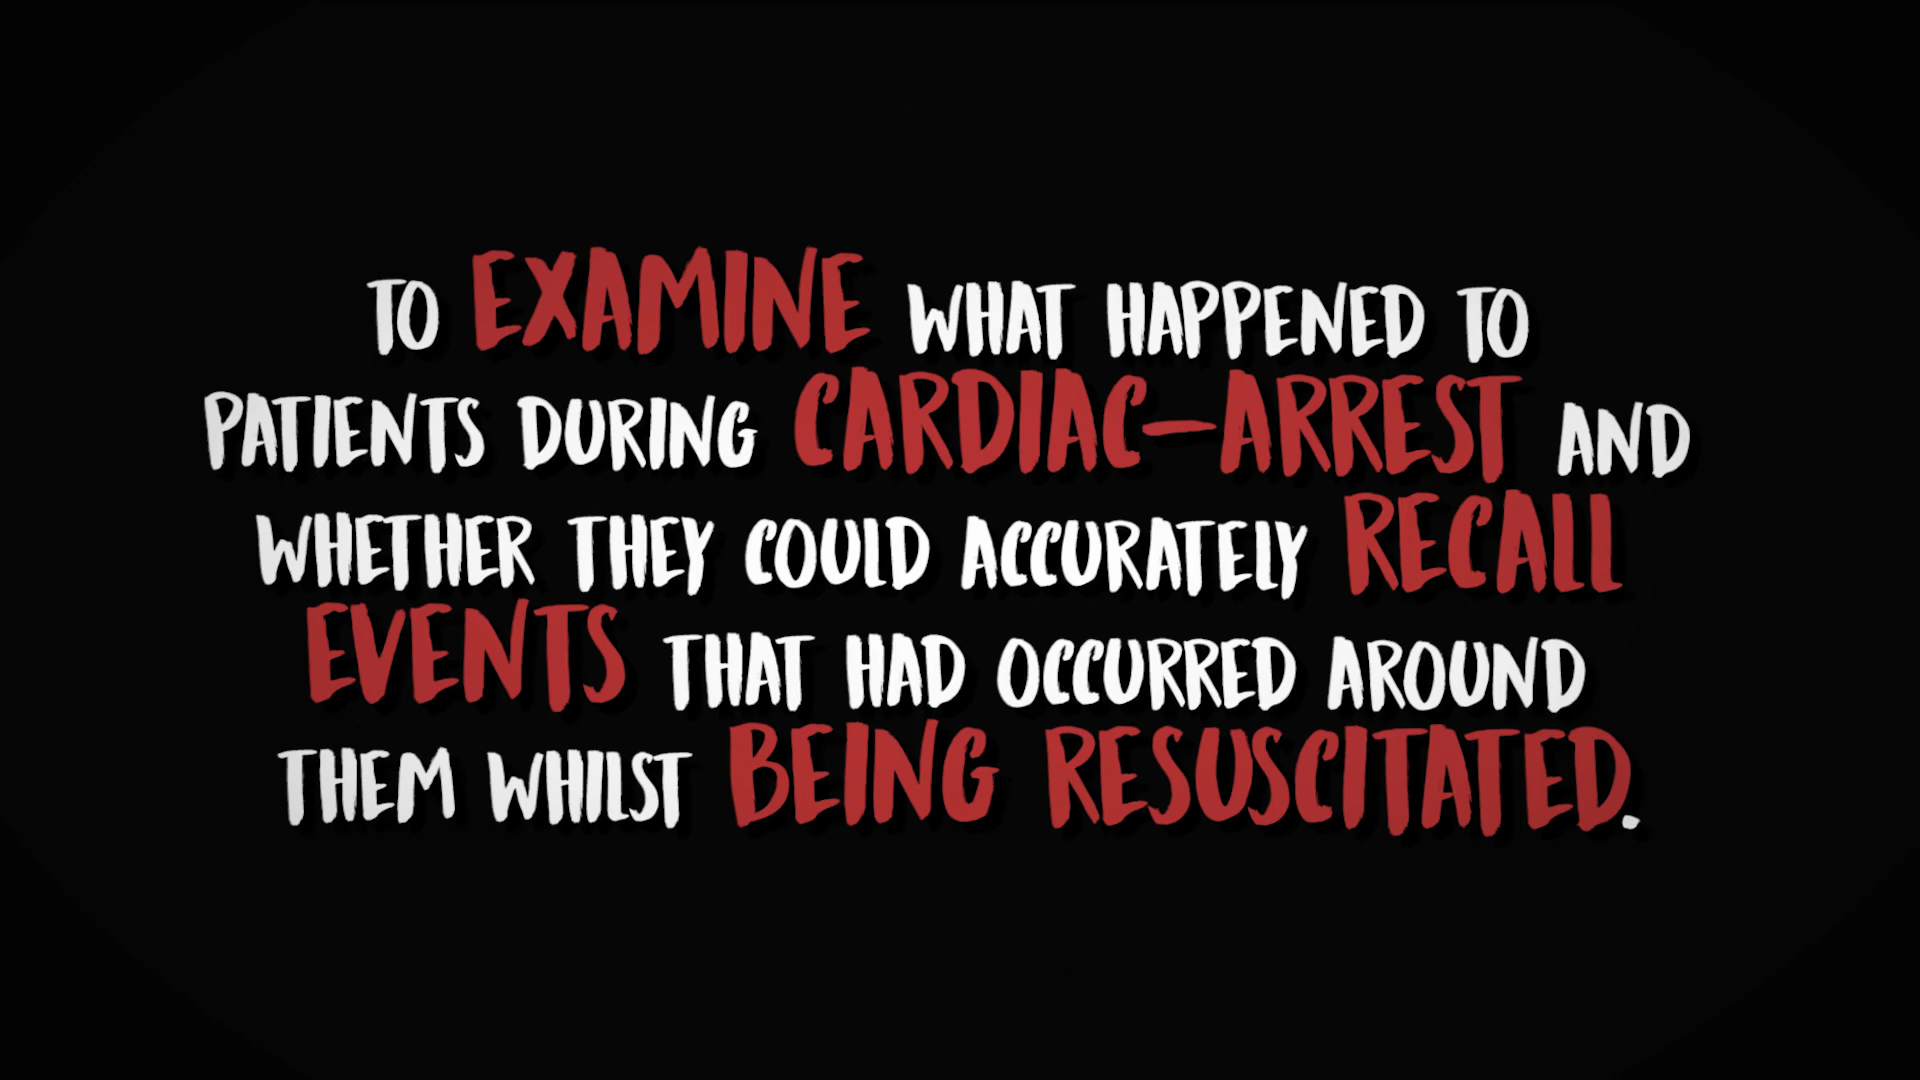 TO EXAMINE WHAT HAPPENED TO
PATIENTS DURING CARDIAC-ARREST AND
WHETHER THEY COULD ACCURATELY RECALL
EVENTS THAT HAD OCCURRED AROUND
THEM WHILST BEING RESUSCITATED.